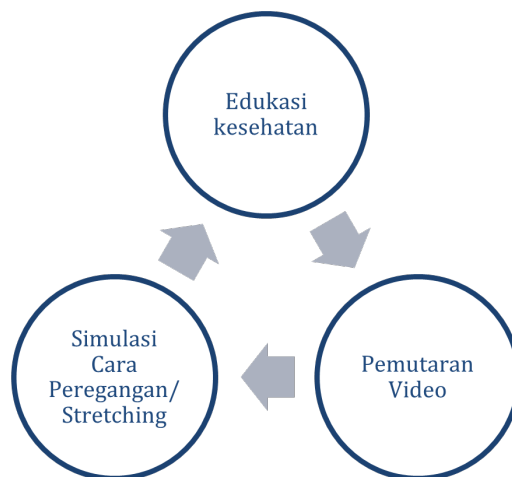 Edukasi
kesehatan
Pemutaran
Video
Simulasi
Cara
Peregangan/
Stretching